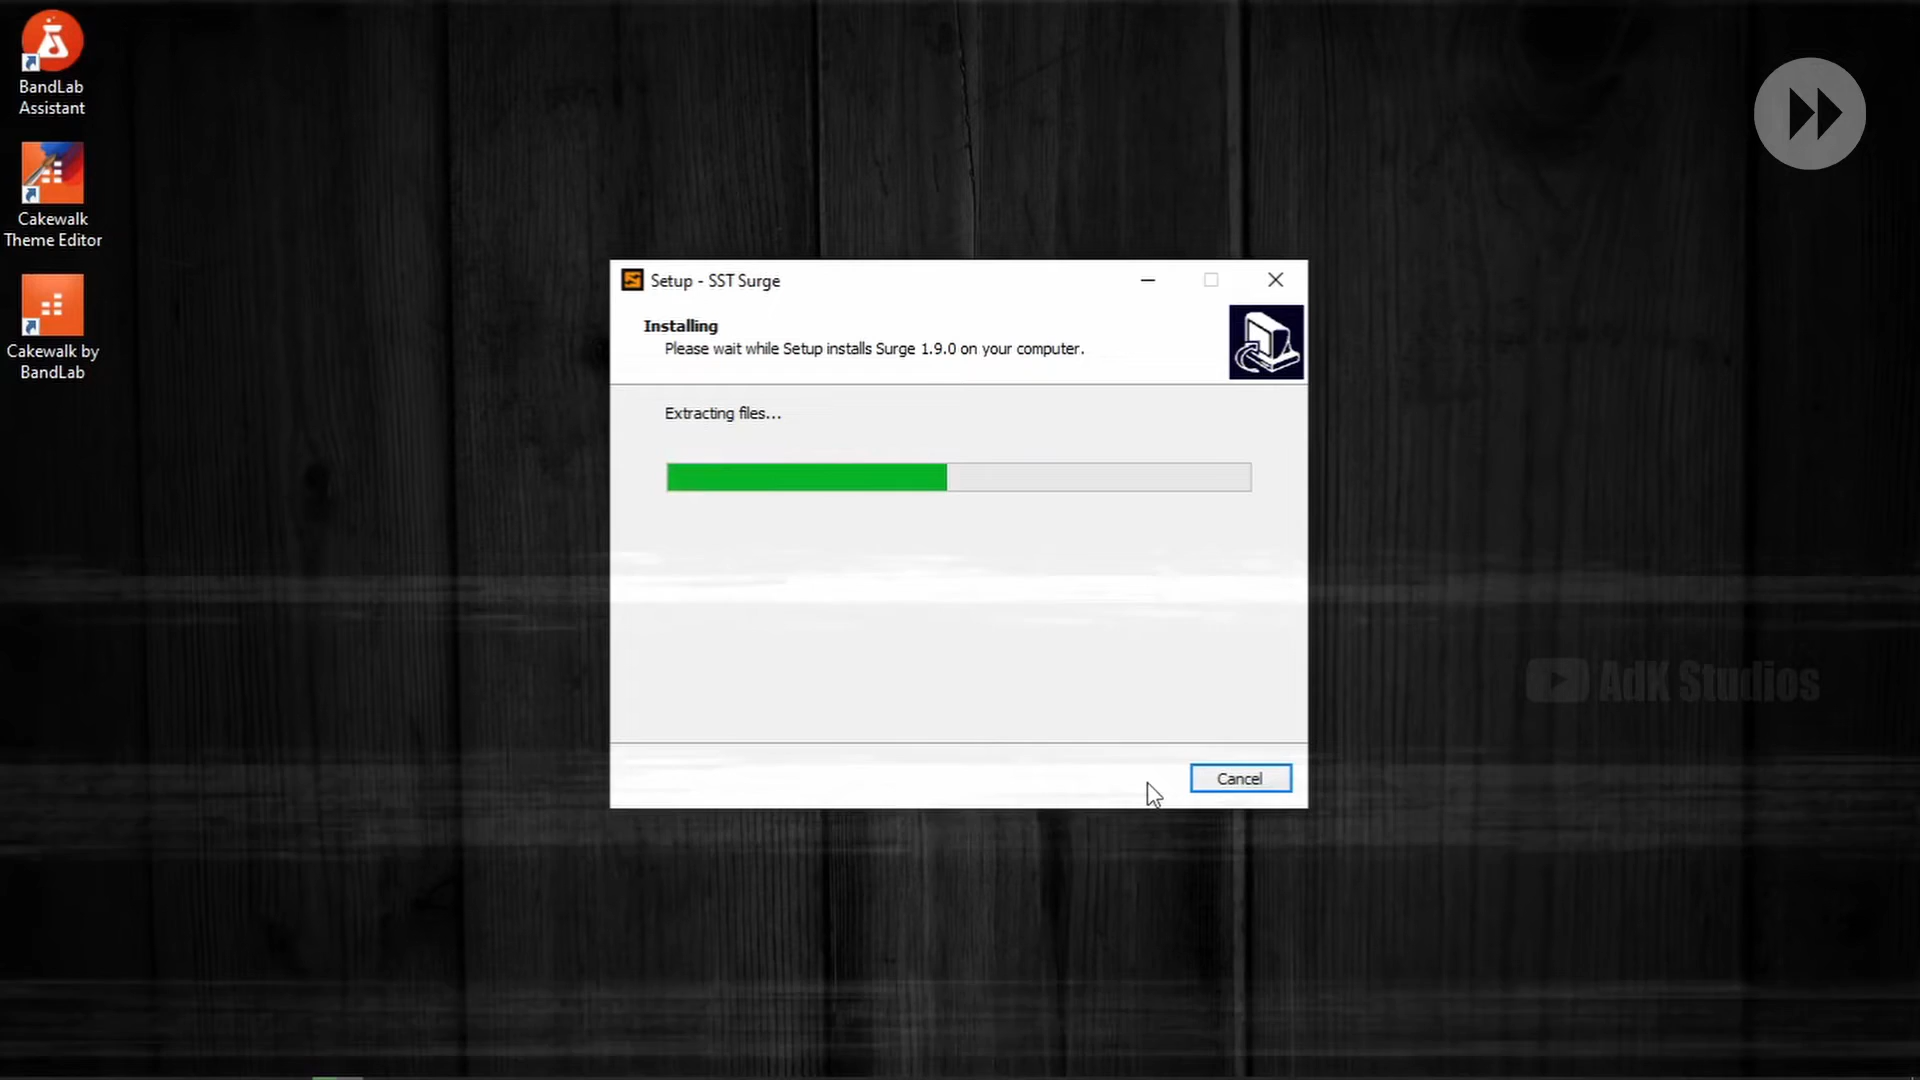 BandLab
Assistant
Cakewalk
Theme Editor
Cakewalk by
BandLab
Setup - SST Surge
Installing
Please wait while Setup installs Surge 1.9.0 on your computer.
Extracting files...
AdK Studios
Cancel